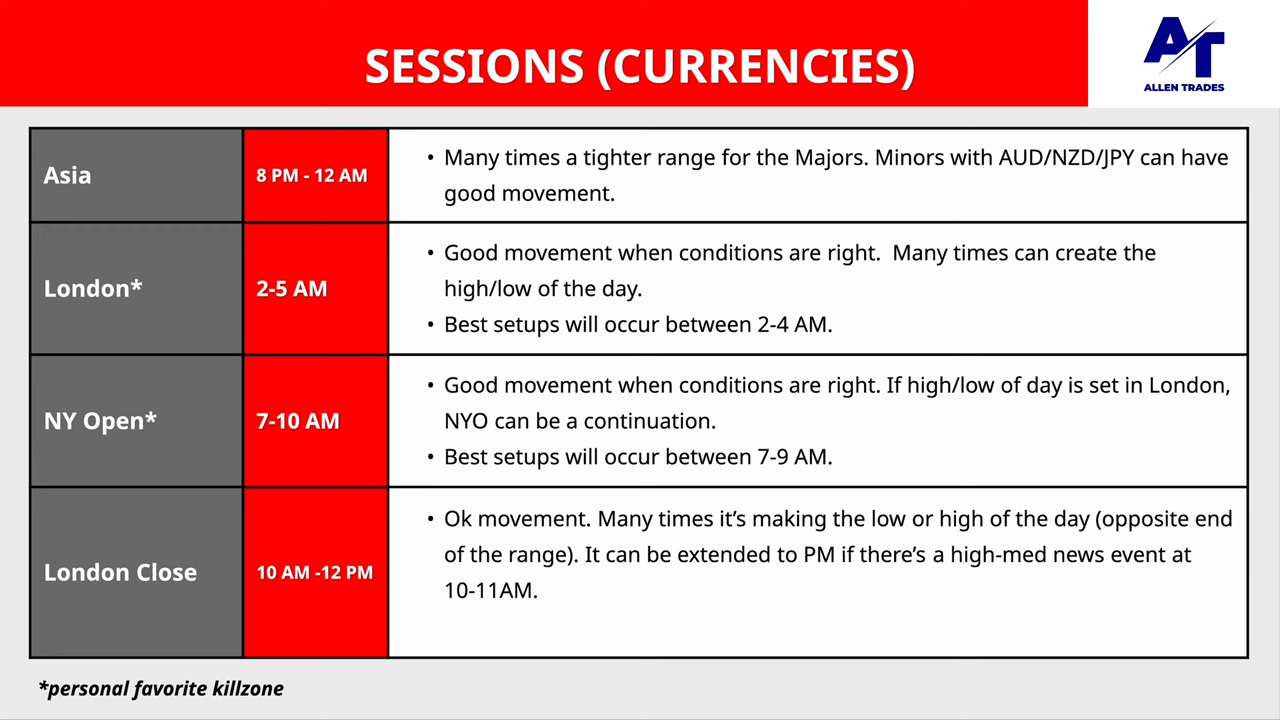 SESSIONS (CURRENCIES)
AT
ALLEN TRADES
Asia
8 PM - 12 AM
• Many times a tighter range for the Majors. Minors with AUD/NZD/JPY can have
good movement.
London*
2-5 AM
• Good movement when conditions are right.  Many times can create the
high/low of the day.
• Best setups will occur between 2-4 AM.
NY Open*
7-10 AM
• Good movement when conditions are right. If high/low of day is set in London,
NYO can be a continuation.
• Best setups will occur between 7-9 AM.
London Close
10 AM -12 PM
• Ok movement. Many times it’s making the low or high of the day (opposite end
of the range). It can be extended to PM if there’s a high-med news event at
10-11AM.
*personal favorite killzone